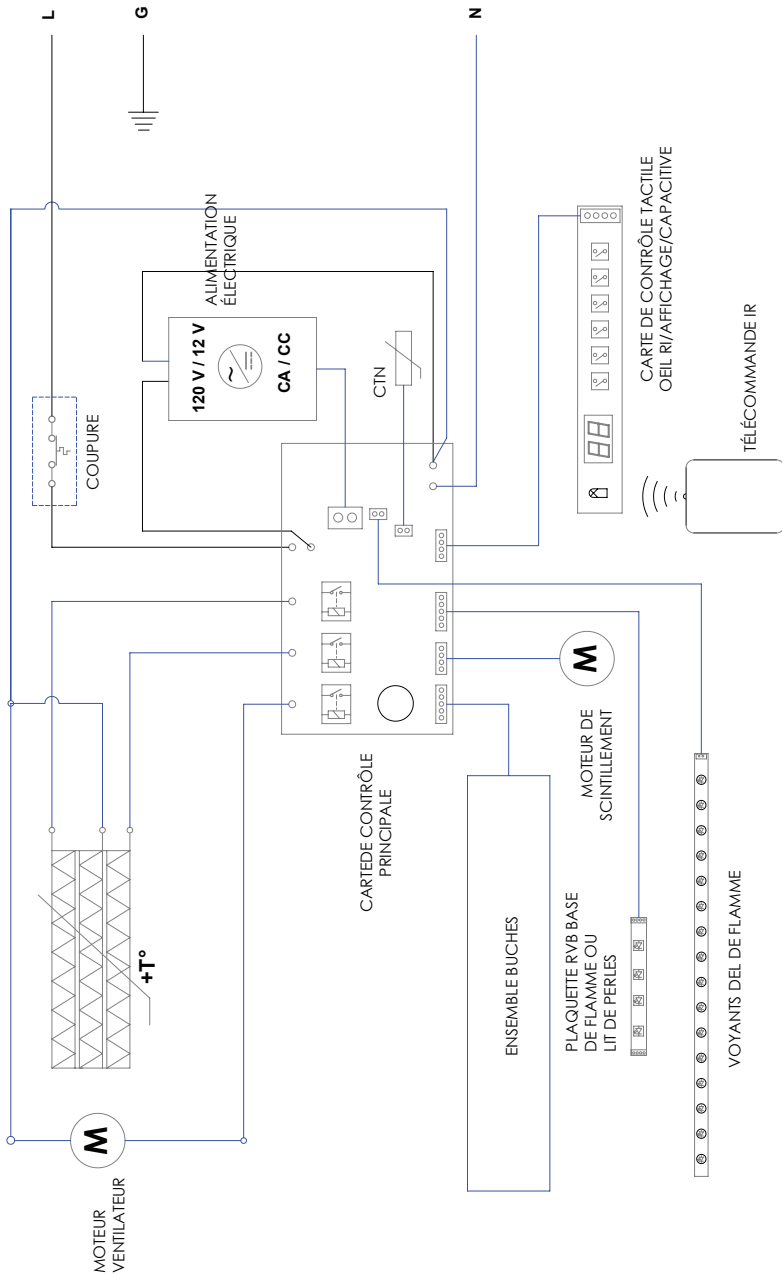 L
G
N
COUPURE
ALIMENTATION
ÉLECTRIQUE
120 V / 12 V
CA / CC
CTN
+T°
MOTEUR
VENTILATEUR
M
CARTEDE CONTRÔLE
PRINCIPALE
ENSEMBLE BUCHES
M
MOTEUR DE
SCINTILLEMENT
PLAQUETTE RVB BASE
DE FLAMME OU
LIT DE PERLES
VOYANTS DEL DE FLAMME
88
CARTE DE CONTRÔLE TACTILE
OEIL RI/AFFICHAGE/CAPACITIVE
TÉLÉCOMMANDE IR